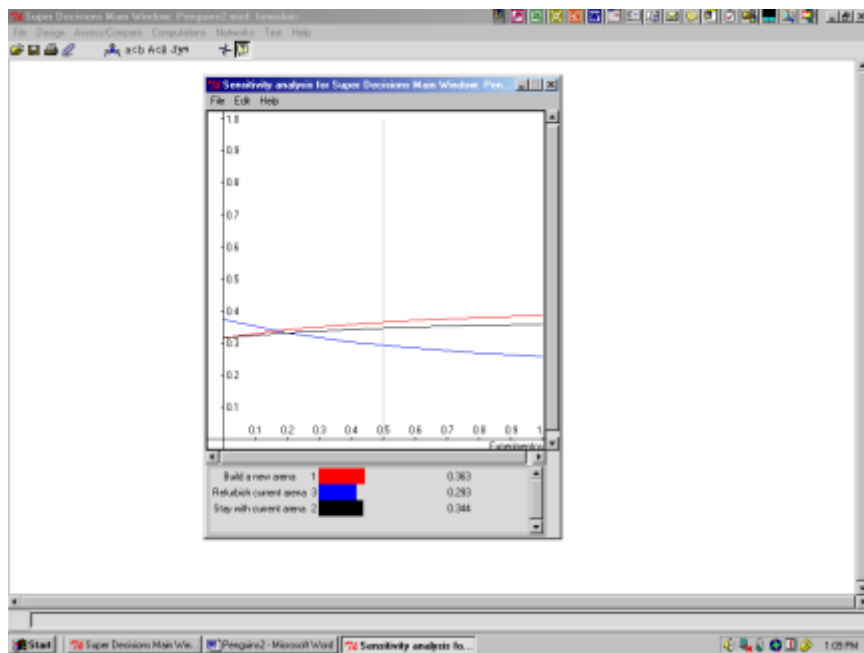 Super Decisions Main Window: Penguins2.mod: formulaic
File Design Assess/Compare Computations Networks Test Help
Sensitivity analysis for Super Decisions Main Window: Pen...
File Edit Help
1.0
0.9
0.8
0.7
0.6
0.5
0.4
0.3
0.2
0.1
0.1 0.2 0.3 0.4 0.5 0.6 0.7 0.8 0.9 1
Build a new arena 1 0.363
Refurbish current arena 3 0.293
Stay with current arena 2 0.344
Start Super Decisions Main Win... Penguins2 - Microsoft Word Sensitivity analysis fo... 1:09 PM